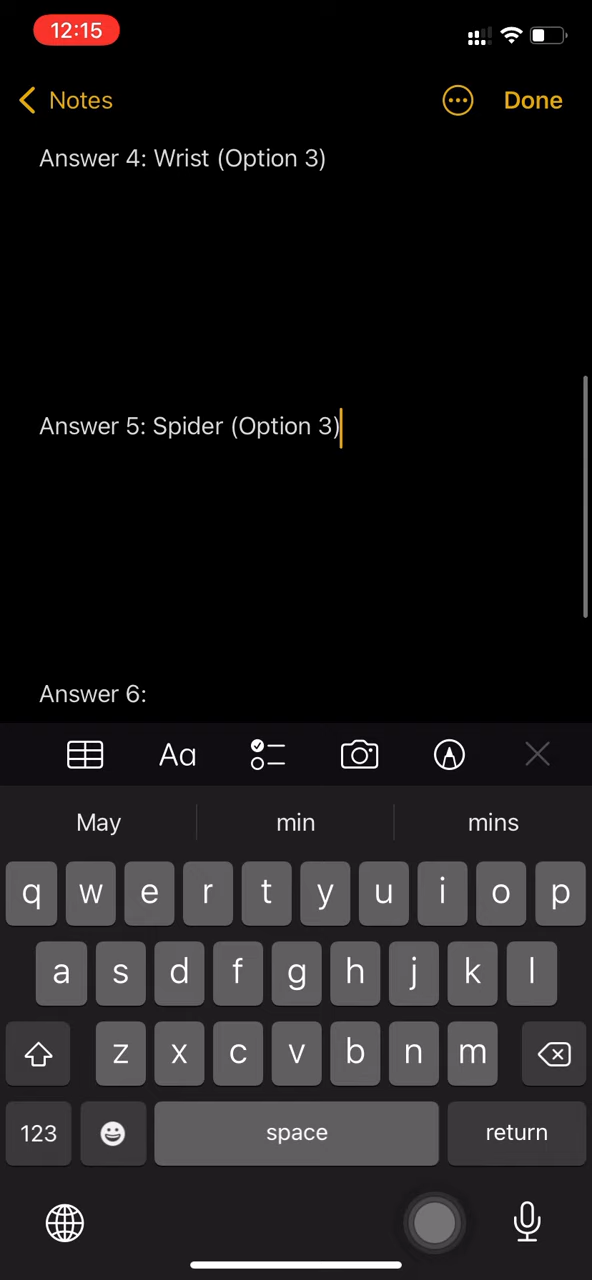 12:15
Notes
Done
Answer 4: Wrist (Option 3)
Answer 5: Spider (Option 3)
Answer 6:
Aa
May min mins
q w e r t y u i o p
a s d f g h j k l
z x c v b n m
123 space return